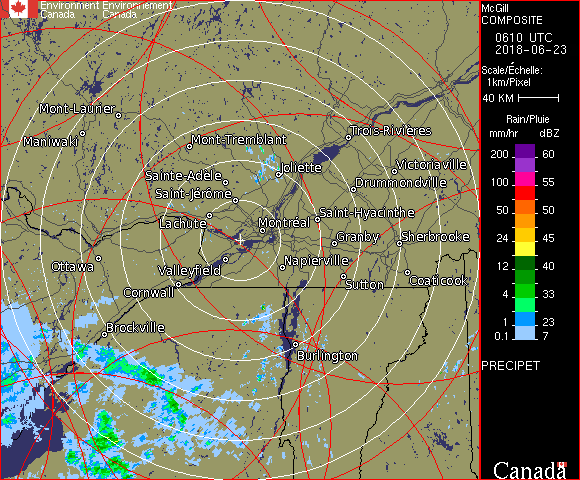 Environment Environnement
Canada Canada
McGill
COMPOSITE
0610 UTC
2018-06-23
Scale/Échelle:
1km/Pixel
40 KM
Rain/Pluie
mm/hr dBZ
200 60
100 55
50 50
24 45
12 40
4 33
2 28
1 23
0.1 7
PRECIPET
Canada
Mont-Laurier
Maniwaki
Mont-Tremblant
Trois-Rivières
Sainte-Adèle
Joliette
Victoriaville
Saint-Jérôme
Drummondville
Lachute
Montréal
Saint-Hyacinthe
Granby
Sherbrooke
Ottawa
Valleyfield
Napierville
Cornwall
Sutton
Coaticook
Brockville
Burlington